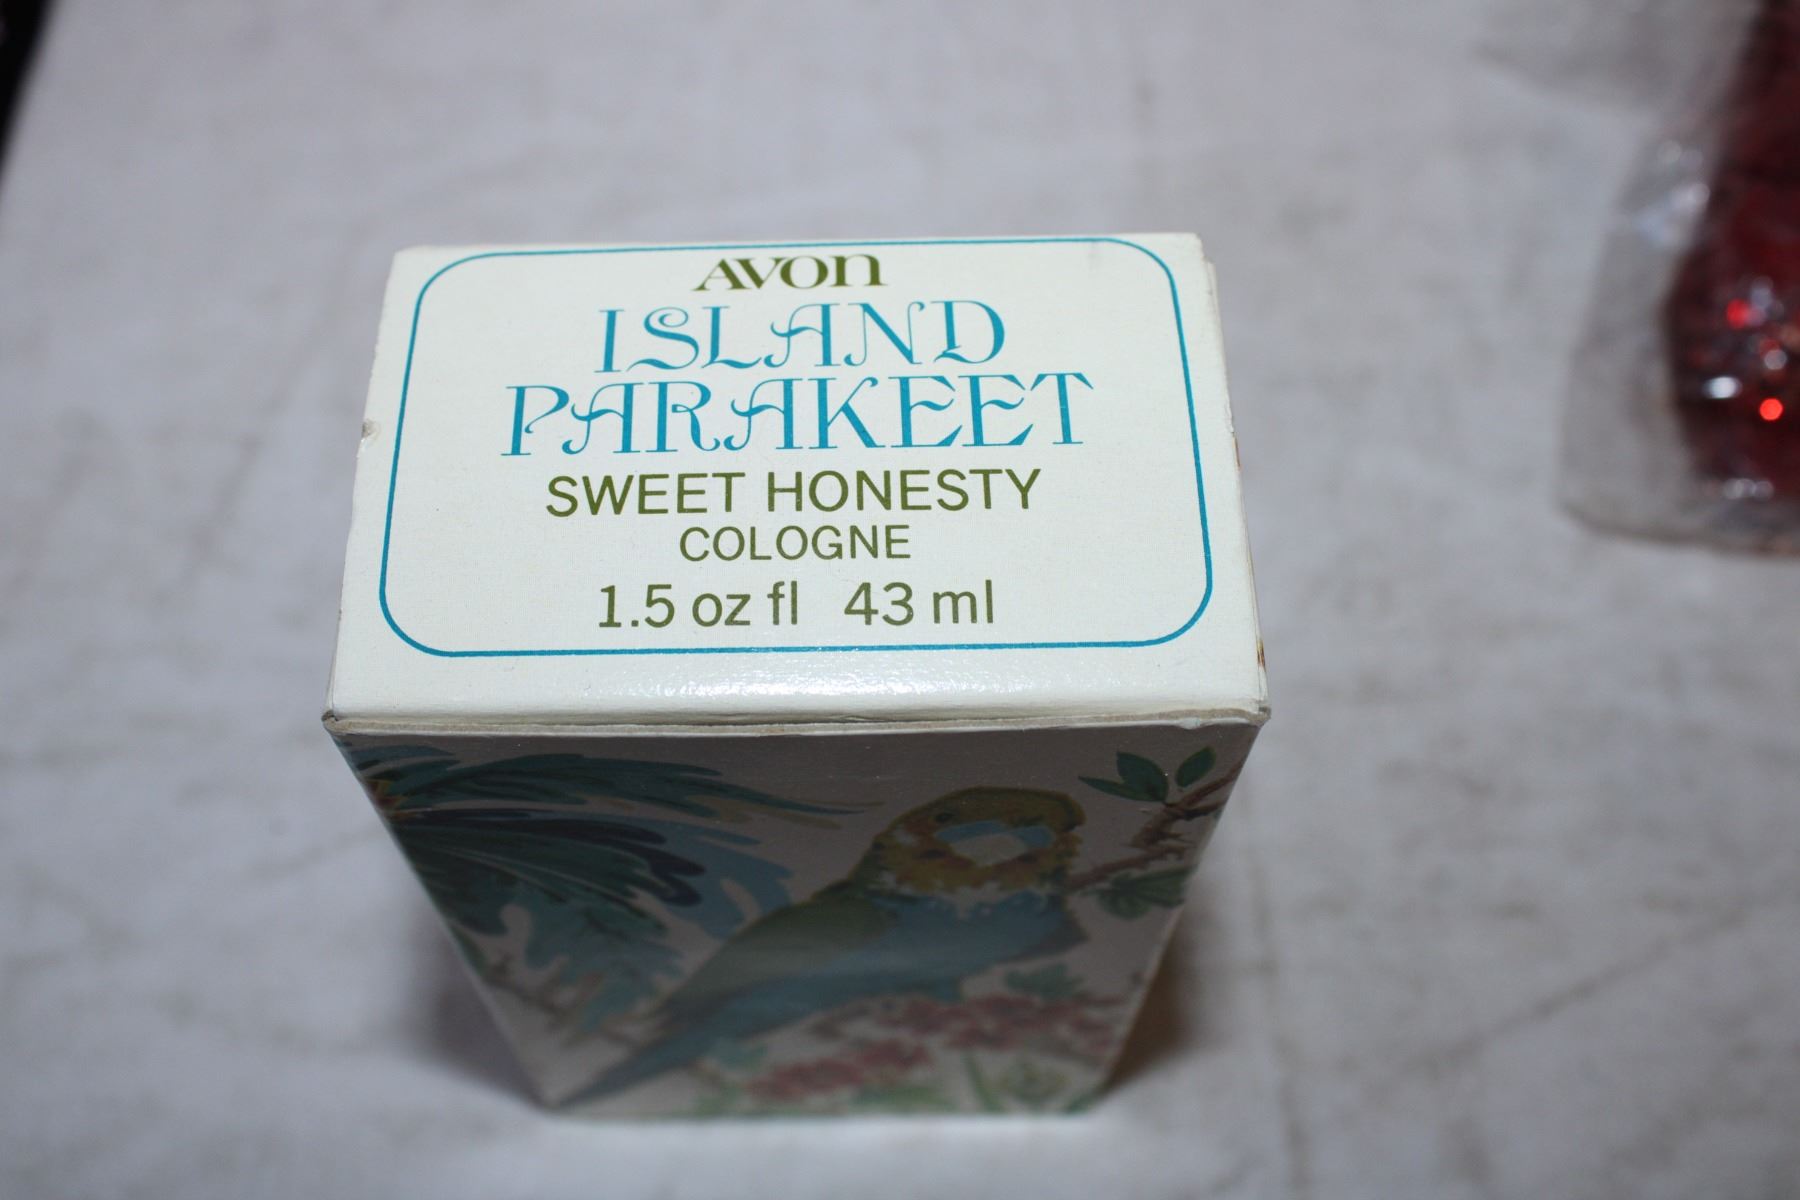 AVON
ISLAND
PARAKEET
SWEET HONESTY
COLOGNE
1.5 oz fl 43 ml